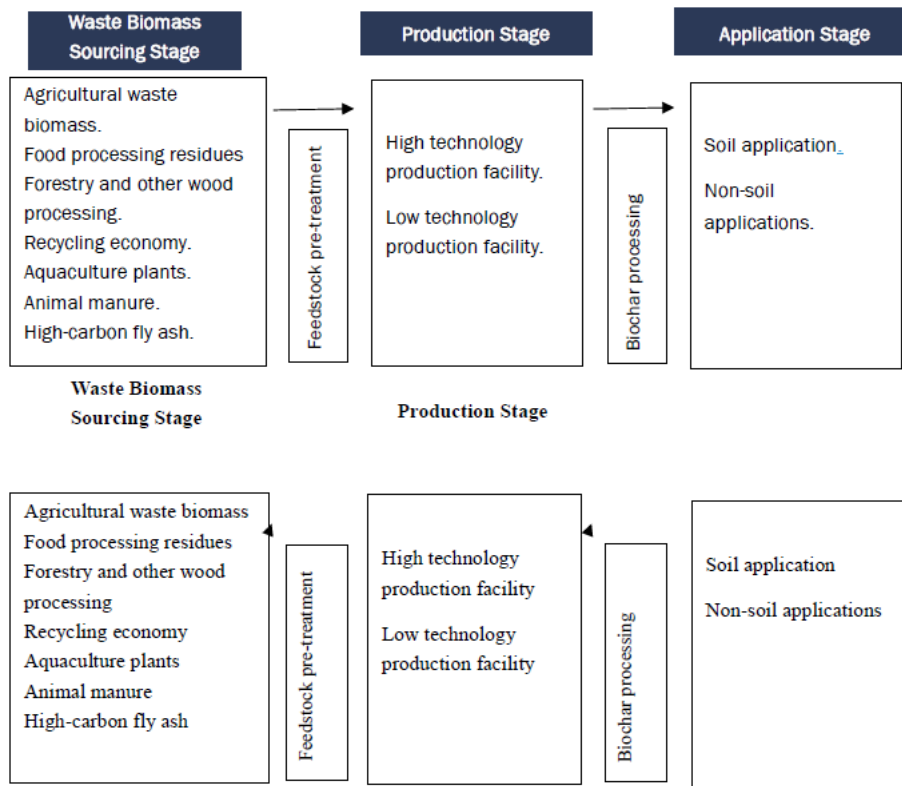 Waste Biomass
Sourcing Stage
Production Stage
Application Stage
Agricultural waste
biomass.
Food processing residues
Forestry and other wood
processing.
Recycling economy.
Aquaculture plants.
Animal manure.
High-carbon fly ash.
Feedstock pre-treatment
High technology
production facility.
Low technology
production facility.
Biochar processing
Soil application.
Non-soil
applications.
Waste Biomass
Sourcing Stage
Production Stage
Agricultural waste biomass
Food processing residues
Forestry and other wood
processing
Recycling economy
Aquaculture plants
Animal manure
High-carbon fly ash
Feedstock pre-treatment
High technology
production facility
Low technology
production facility
Biochar processing
Soil application
Non-soil applications